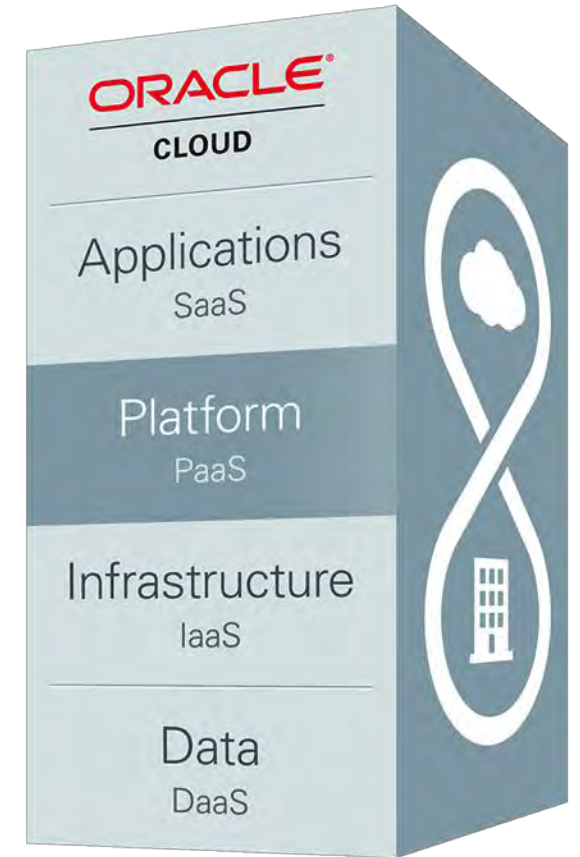 ORACLE®
CLOUD
Applications
SaaS
Platform
PaaS
Infrastructure
IaaS
Data
DaaS